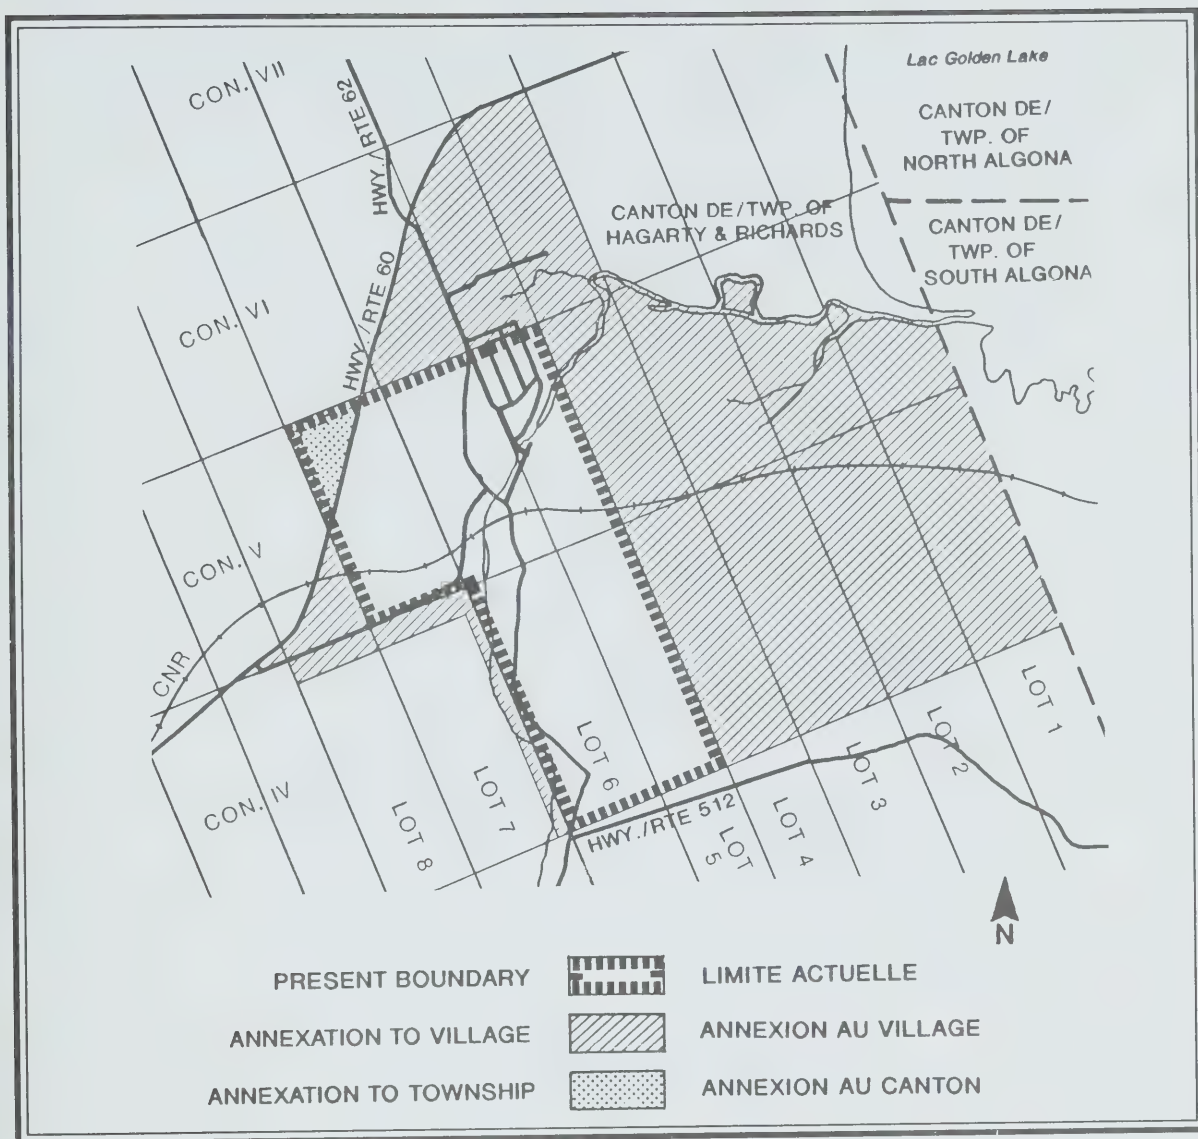 Lac Golden Lake
CANTON DE/
TWP. OF
NORTH ALGONA
CANTON DE/
TWP. OF
SOUTH ALGONA
CANTON DE/TWP. OF
HAGARTY & RICHARDS
CON. VII
HWY./RTE 62
CON. VI
HWY./RTE 60
CON. V
CNR
CON. IV
LOT 8
LOT 7
LOT 6
HWY./RTE 512
LOT
5
LOT 4
LOT 3
LOT 2
LOT 1
N
PRESENT BOUNDARY
LIMITE ACTUELLE
ANNEXATION TO VILLAGE
ANNEXION AU VILLAGE
ANNEXATION TO TOWNSHIP
ANNEXION AU CANTON